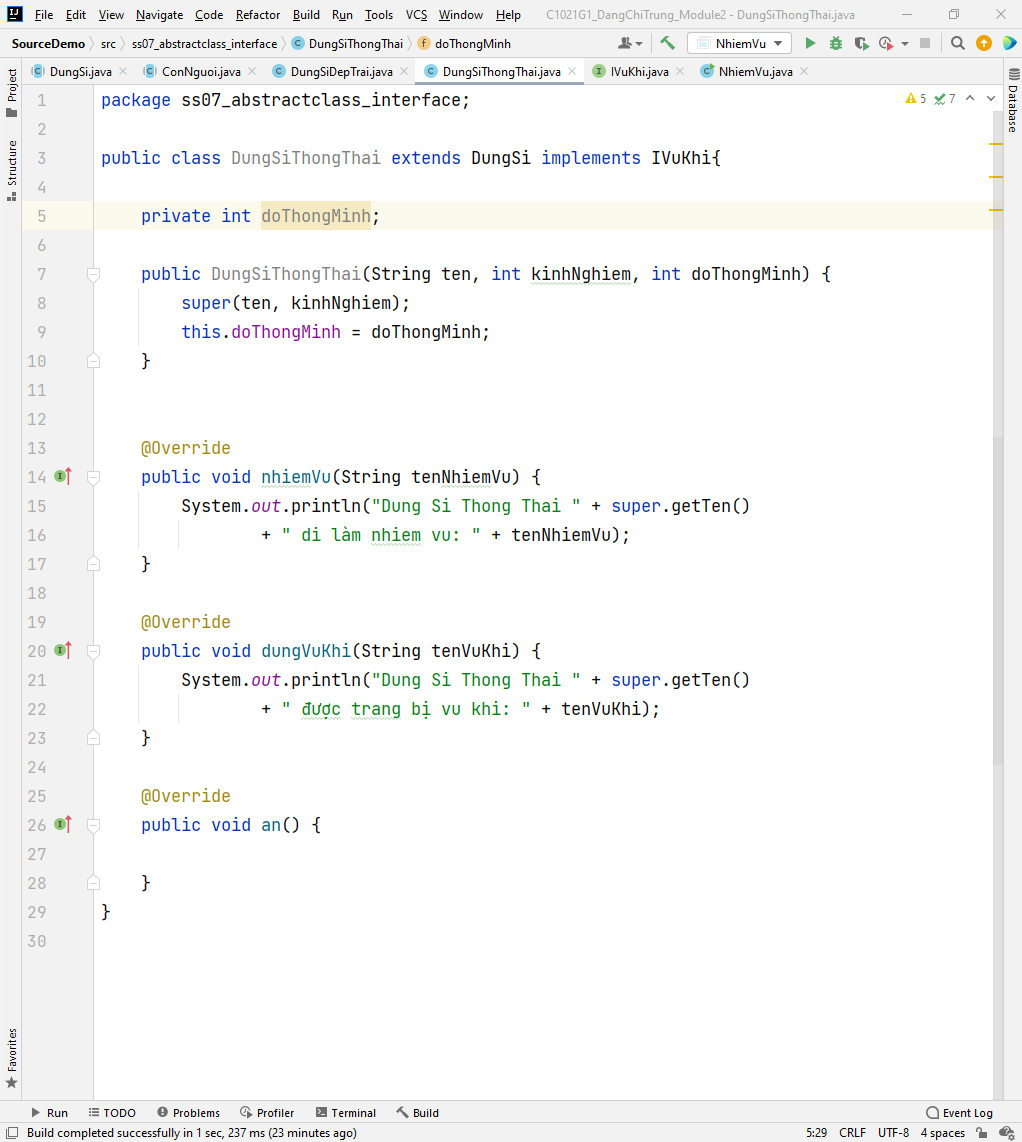 File Edit View Navigate Code Refactor Build Run Tools VCS Window Help C1021G1_DangChiTrung_Module2 - DungSiThongThai.java
SourceDemo src ss07_abstractclass_interface DungSiThongThai doThongMinh NhiemVu
DungSi.java ConNguoi.java DungSiDepTrai.java DungSiThongThai.java IVuKhi.java NhiemVu.java
Project
Structure
Favorites
Database
5 7
1 package ss07_abstractclass_interface;
2
3 public class DungSiThongThai extends DungSi implements IVuKhi{
4
5 private int doThongMinh;
6
7 public DungSiThongThai(String ten, int kinhNghiem, int doThongMinh) {
8 super(ten, kinhNghiem);
9 this.doThongMinh = doThongMinh;
10 }
11
12
13 @Override
14 public void nhiemVu(String tenNhiemVu) {
15 System.out.println("Dung Si Thong Thai " + super.getTen()
16 + " di làm nhiem vu: " + tenNhiemVu);
17 }
18
19 @Override
20 public void dungVuKhi(String tenVuKhi) {
21 System.out.println("Dung Si Thong Thai " + super.getTen()
22 + " được trang bị vu khi: " + tenVuKhi);
23 }
24
25 @Override
26 public void an() {
27
28 }
29 }
30
Run TODO Problems Profiler Terminal Build Event Log
Build completed successfully in 1 sec, 237 ms (23 minutes ago) 5:29 CRLF UTF-8 4 spaces